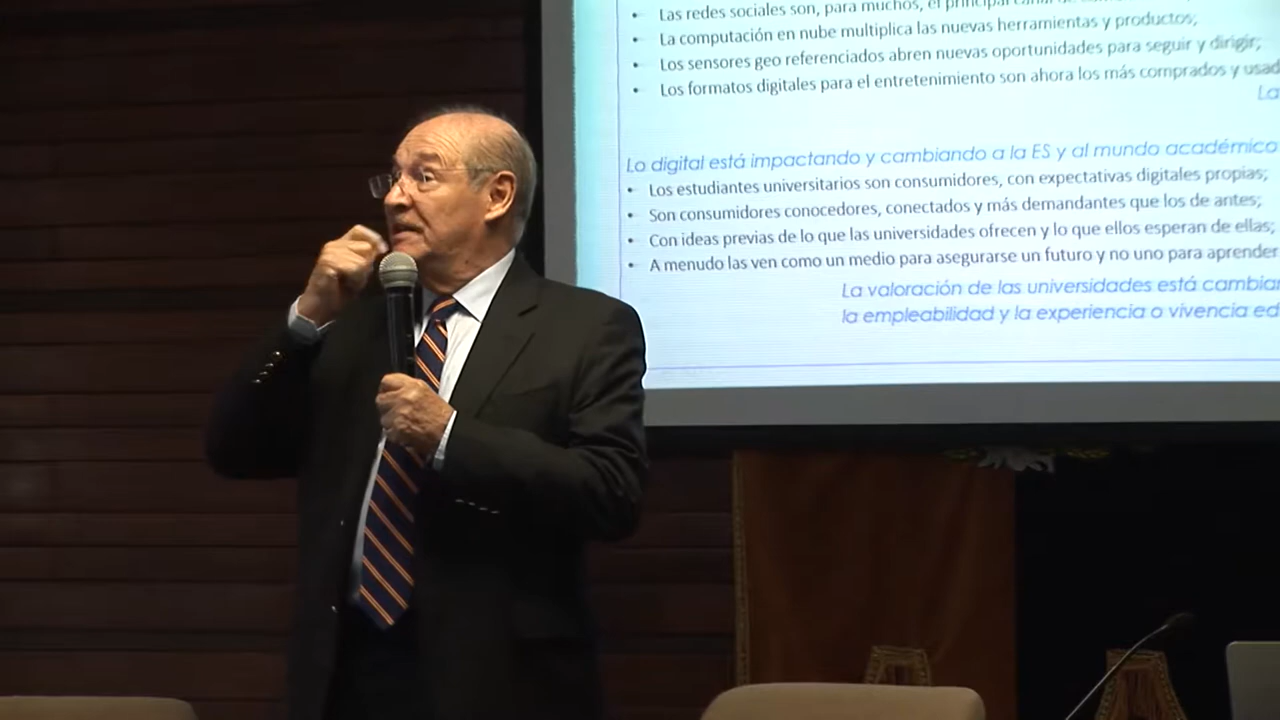 • Las redes sociales son, para muchos, el principal canal de
• La computación en nube multiplica las nuevas herramientas y productos;
• Los sensores geo referenciados abren nuevas oportunidades para seguir y dirigir;
• Los formatos digitales para el entretenimiento son ahora los más comprados y usad
La
Lo digital está impactando y cambiando a la ES y al mundo académico
• Los estudiantes universitarios son consumidores, con expectativas digitales propias;
• Son consumidores conocedores, conectados y más demandantes que los de antes;
• Con ideas previas de lo que las universidades ofrecen y lo que ellos esperan de ellas;
• A menudo las ven como un medio para asegurarse un futuro y no uno para aprender
La valoración de las universidades está cambian
la empleabilidad y la experiencia o vivencia ed